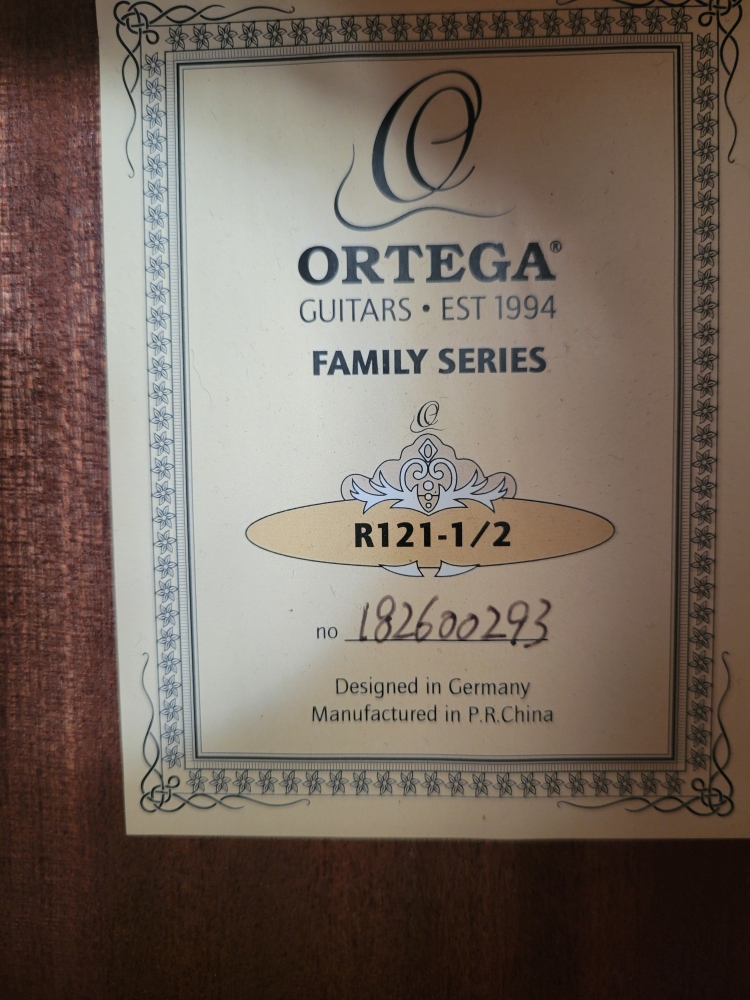 ORTEGA®
GUITARS • EST 1994
FAMILY SERIES
R121-1/2
no 182600293
Designed in Germany
Manufactured in P.R.China